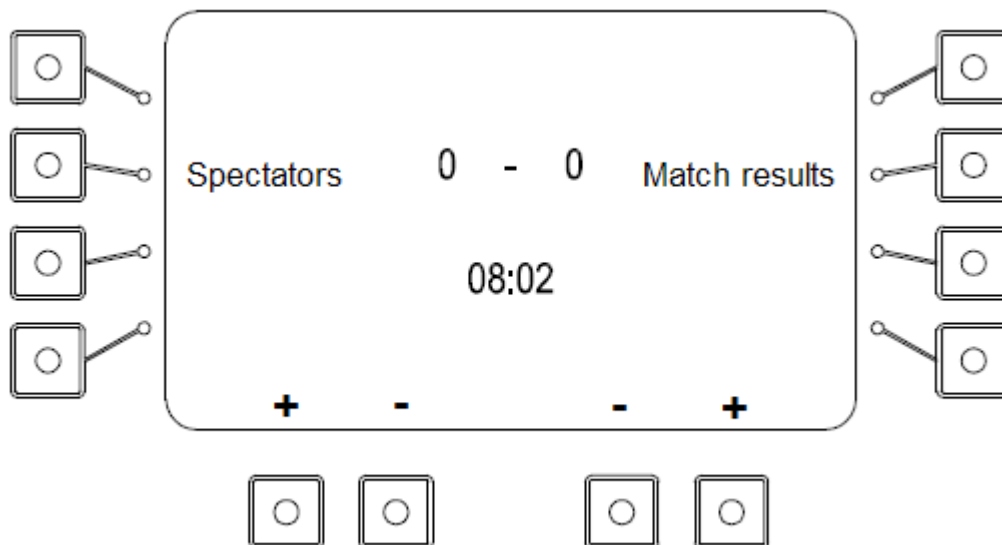 Spectators 0 - 0 Match results
08:02
+ - - +